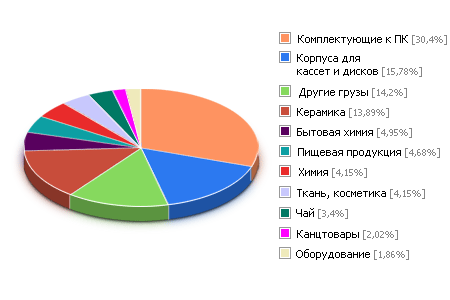 Комплектующие к ПК [30,4%]
Корпуса для
кассет и дисков [15,78%]
Другие грузы [14,2%]
Керамика [13,89%]
Бытовая химия [4,95%]
Пищевая продукция [4,68%]
Химия [4,15%]
Ткань, косметика [4,15%]
Чай [3,4%]
Канцтовары [2,02%]
Оборудование [1,86%]